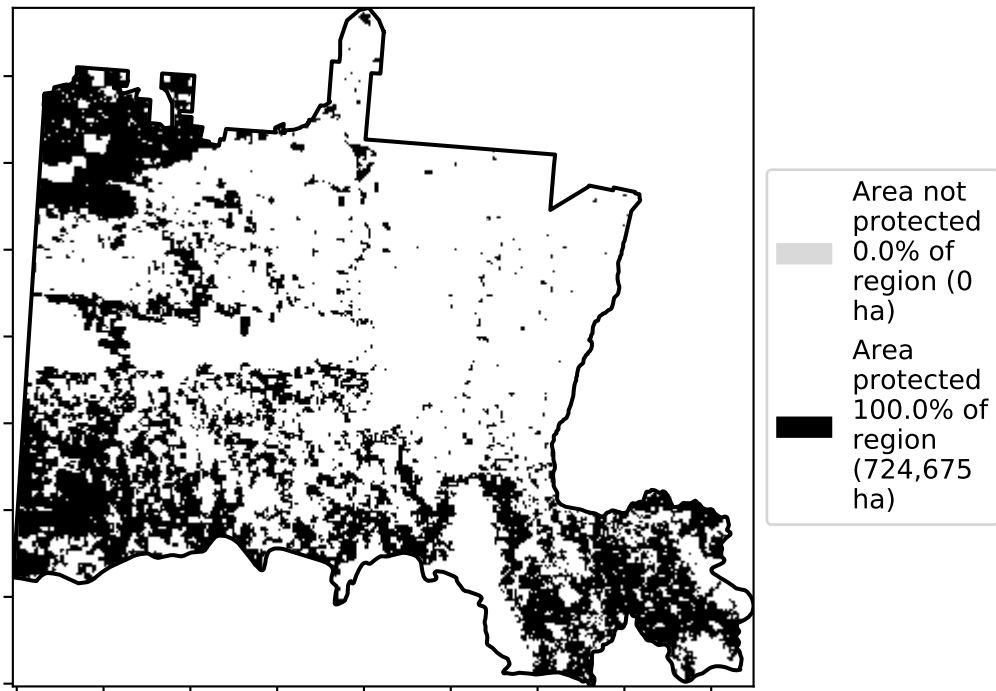 Area not
protected
0.0% of
region (0
ha)
Area
protected
100.0% of
region
(724,675
ha)